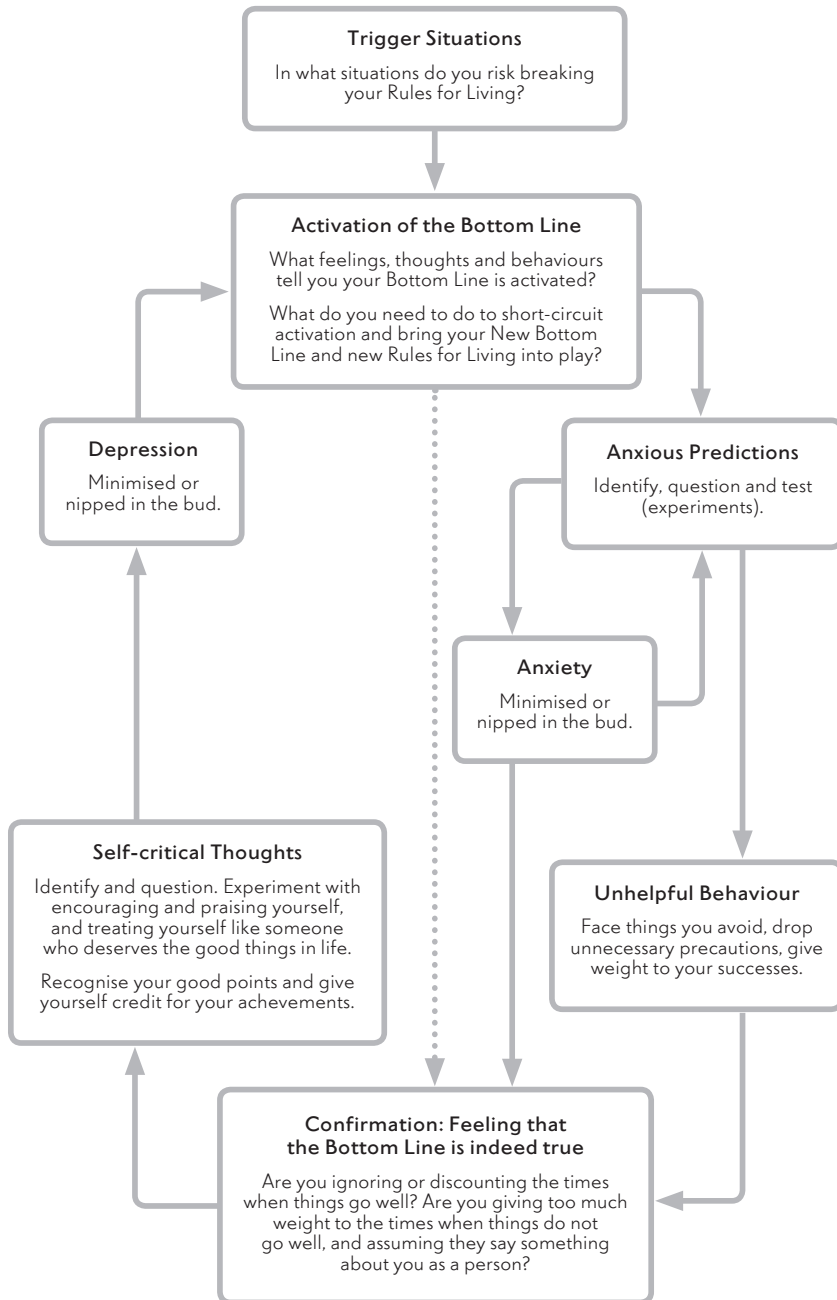 Trigger Situations
In what situations do you risk breaking
your Rules for Living?
Activation of the Bottom Line
What feelings, thoughts and behaviours
tell you your Bottom Line is activated?
What do you need to do to short-circuit
activation and bring your New Bottom
Line and new Rules for Living into play?
Depression
Minimised or
nipped in the bud.
Anxious Predictions
Identify, question and test
(experiments).
Anxiety
Minimised or
nipped in the bud.
Self-critical Thoughts
Identify and question. Experiment with
encouraging and praising yourself,
and treating yourself like someone
who deserves the good things in life.
Recognise your good points and give
yourself credit for your achevements.
Unhelpful Behaviour
Face things you avoid, drop
unnecessary precautions, give
weight to your successes.
Confirmation: Feeling that
the Bottom Line is indeed true
Are you ignoring or discounting the times
when things go well? Are you giving too much
weight to the times when things do not
go well, and assuming they say something
about you as a person?